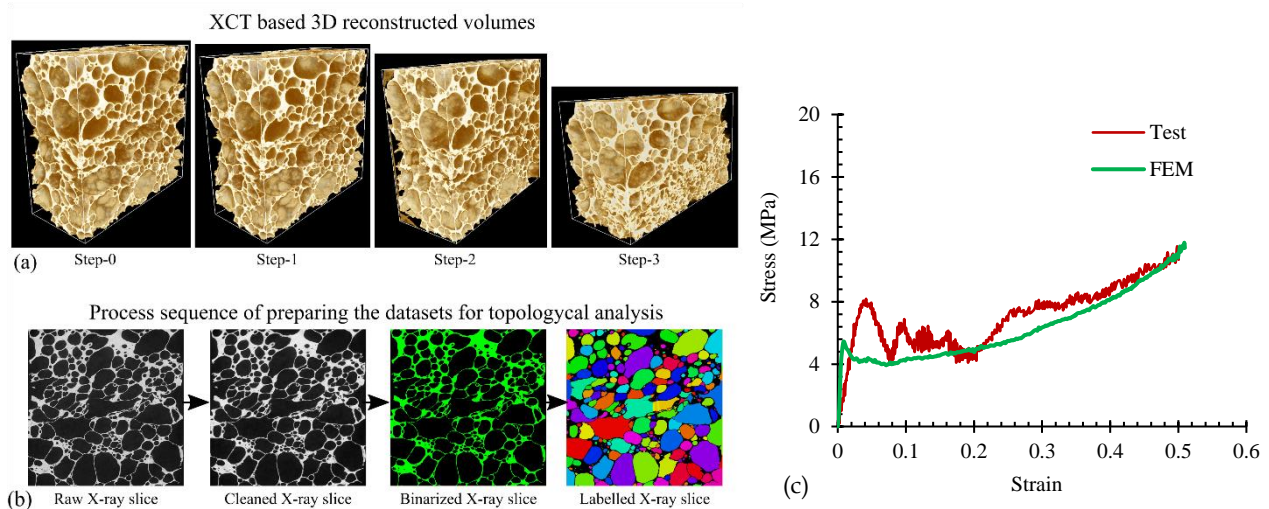 XCT based 3D reconstructed volumes
Step-0
Step-1
Step-2
Step-3
(a)
Process sequence of preparing the datasets for topologycal analysis
Raw X-ray slice
Cleaned X-ray slice
Binarized X-ray slice
Labelled X-ray slice
(b)
20
16
12
8
4
0
Stress (MPa)
Test
FEM
0
0.1
0.2
0.3
0.4
0.5
0.6
Strain
(c)